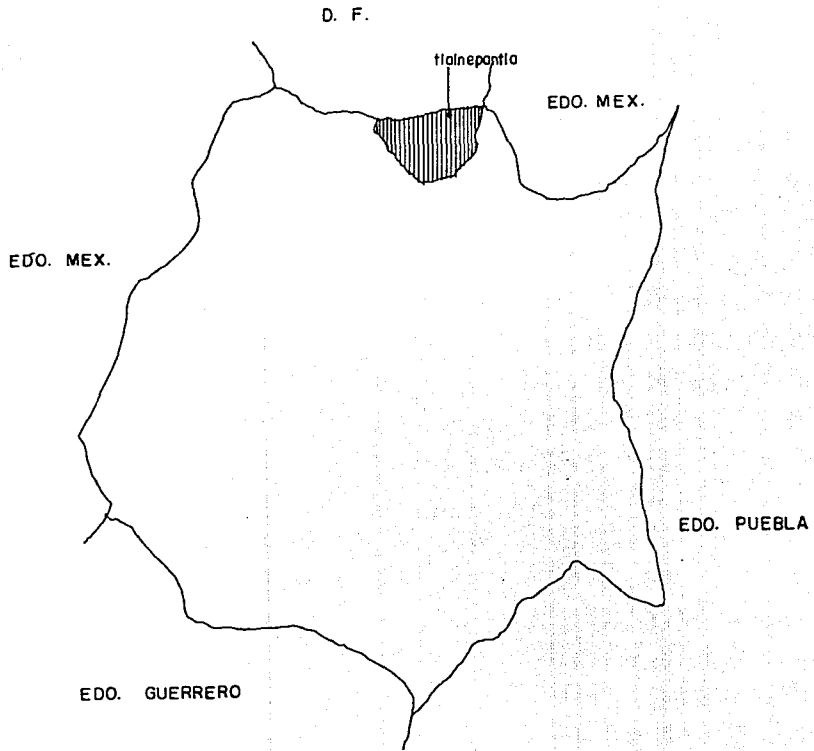 D. F.
tlalnepantla
EDO. MEX.
EDO. MEX.
EDO. PUEBLA
EDO. GUERRERO